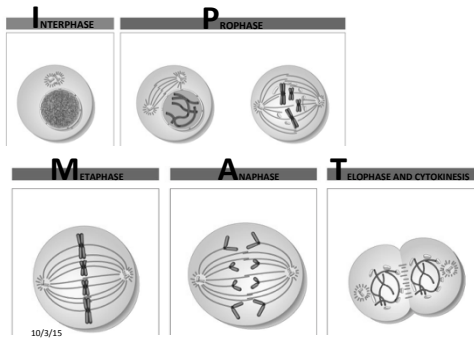 INTERPHASE
PROPHASE
METAPHASE
ANAPHASE
TELOPHASE AND CYTOKINESIS
10/3/15